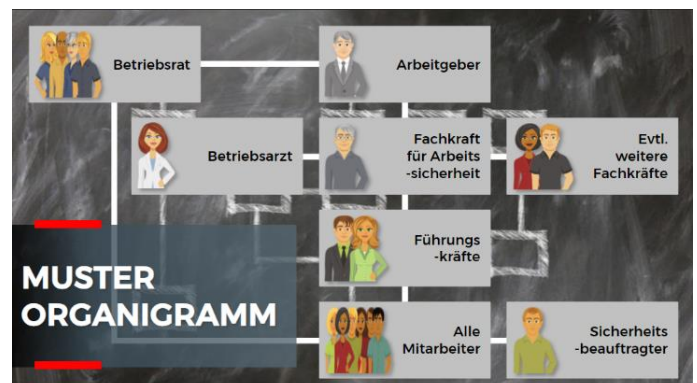 Betriebsrat
Arbeitgeber
Betriebsarzt
Fachkraft
für Arbeits
-sicherheit
Evtl.
weitere
Fachkräfte
Führungs
-kräfte
MUSTER
ORGANIGRAMM
Alle
Mitarbeiter
Sicherheits
-beauftragter